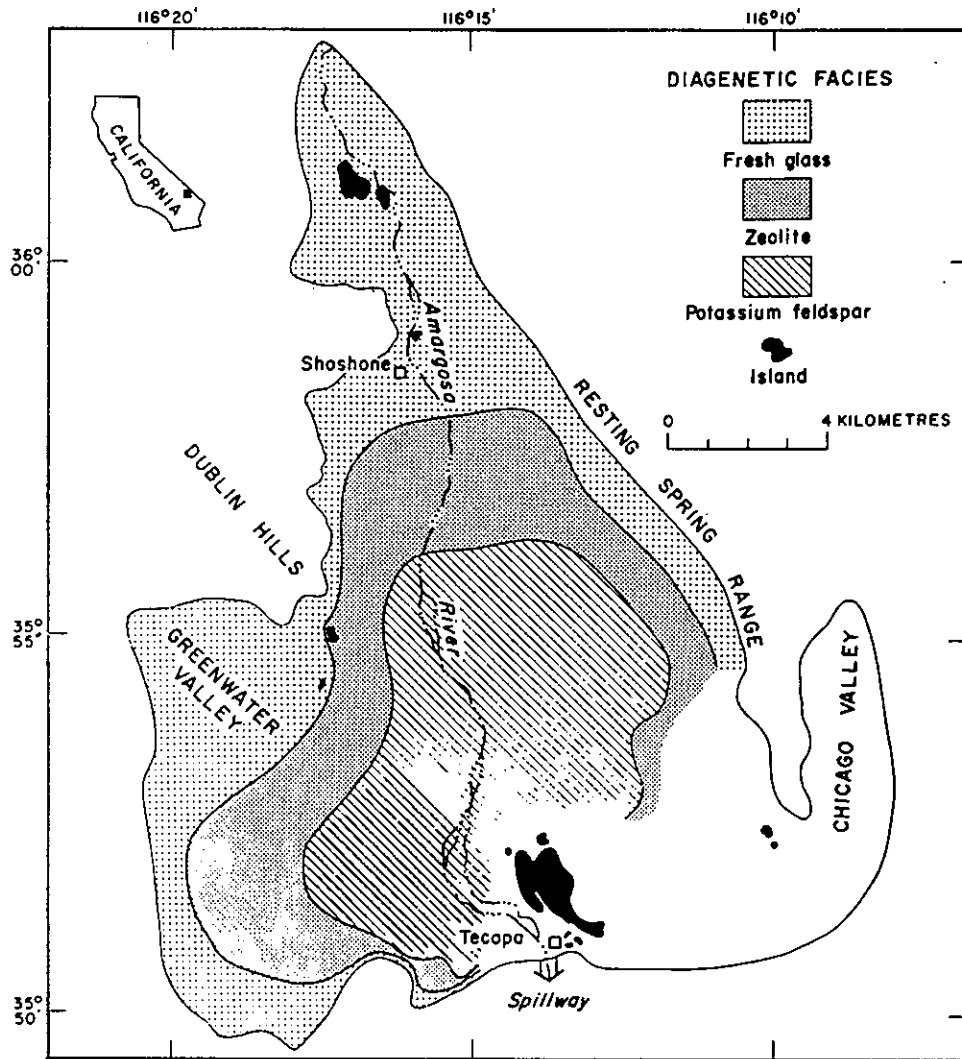 116°20'
116°15'
116°10'
DIAGENETIC FACIES
Fresh glass
Zeolite
Potassium feldspar
Island
0 4 KILOMETRES
CALIFORNIA
36°
00'
Amargosa
Shoshone
RESTING SPRING RANGE
DUBLIN HILLS
35°
55'
River
GREENWATER
VALLEY
CHICAGO VALLEY
Tecopa
Spillway
35°
50'